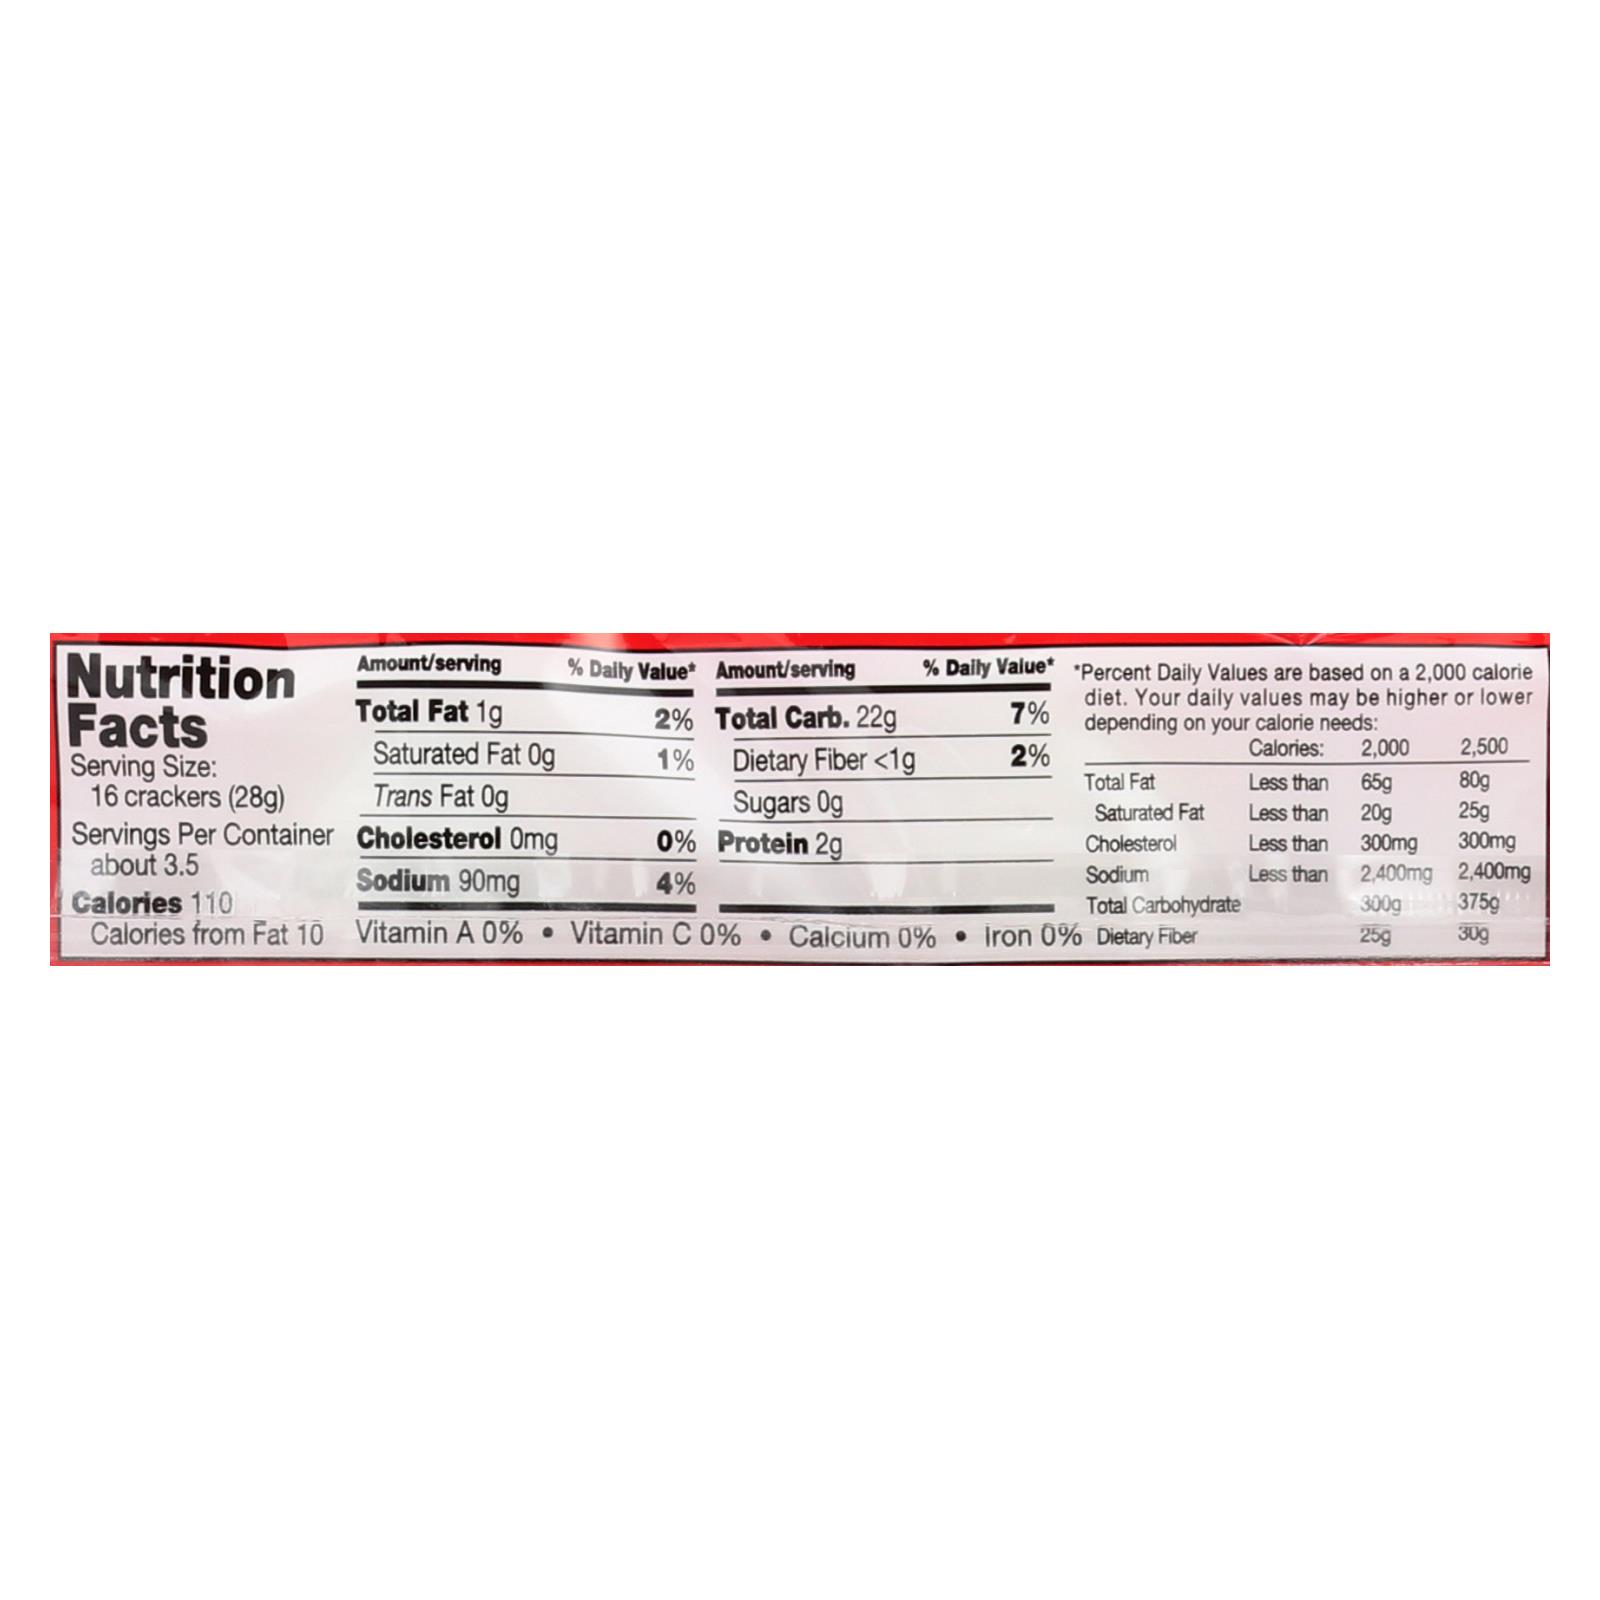 Nutrition
Facts
Serving Size:
16 crackers (28g)
Servings Per Container
about 3.5
Calories 110
Calories from Fat 10
Amount/serving % Daily Value*
Total Fat 1g 2%
Saturated Fat 0g 1%
Trans Fat 0g
Cholesterol 0mg 0%
Sodium 90mg 4%
Amount/serving % Daily Value*
Total Carb. 22g 7%
Dietary Fiber <1g 2%
Sugars 0g
Protein 2g
Vitamin A 0% • Vitamin C 0% • Calcium 0% • Iron 0%
*Percent Daily Values are based on a 2,000 calorie
diet. Your daily values may be higher or lower
depending on your calorie needs:
Calories: 2,000 2,500
Total Fat Less than 65g 80g
Saturated Fat Less than 20g 25g
Cholesterol Less than 300mg 300mg
Sodium Less than 2,400mg 2,400mg
Total Carbohydrate 300g 375g
Dietary Fiber 25g 30g